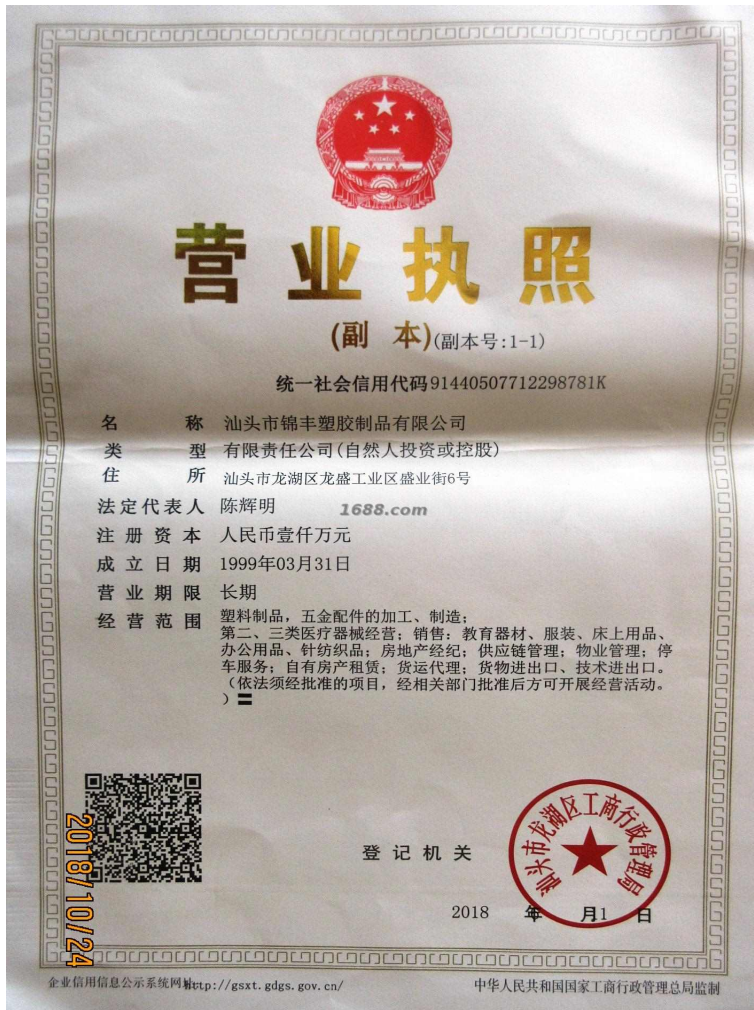 营业执照
(副 本)(副本号:1-1)
统一社会信用代码91440507712298781K
名 称 汕头市锦丰塑胶制品有限公司
类 型 有限责任公司(自然人投资或控股)
住 所 汕头市龙湖区龙盛工业区盛业街6号
法定代表人 陈辉明
1688.com
注册资本 人民币壹仟万元
成立日期 1999年03月31日
营业期限 长期
经营范围 塑料制品，五金配件的加工、制造；
第二、三类医疗器械经营；销售：教育器材、服装、床上用品、
办公用品、针纺织品；房地产经纪；供应链管理；物业管理；停
车服务；自有房产租赁；货运代理；货物进出口、技术进出口。
（依法须经批准的项目，经相关部门批准后方可开展经营活动。
）〓
登记机关
汕头市龙湖区工商行政管理局
2018 年 月1 日
2018/10/24
企业信用信息公示系统网址:http://gsxt.gdgs.gov.cn/
中华人民共和国国家工商行政管理总局监制